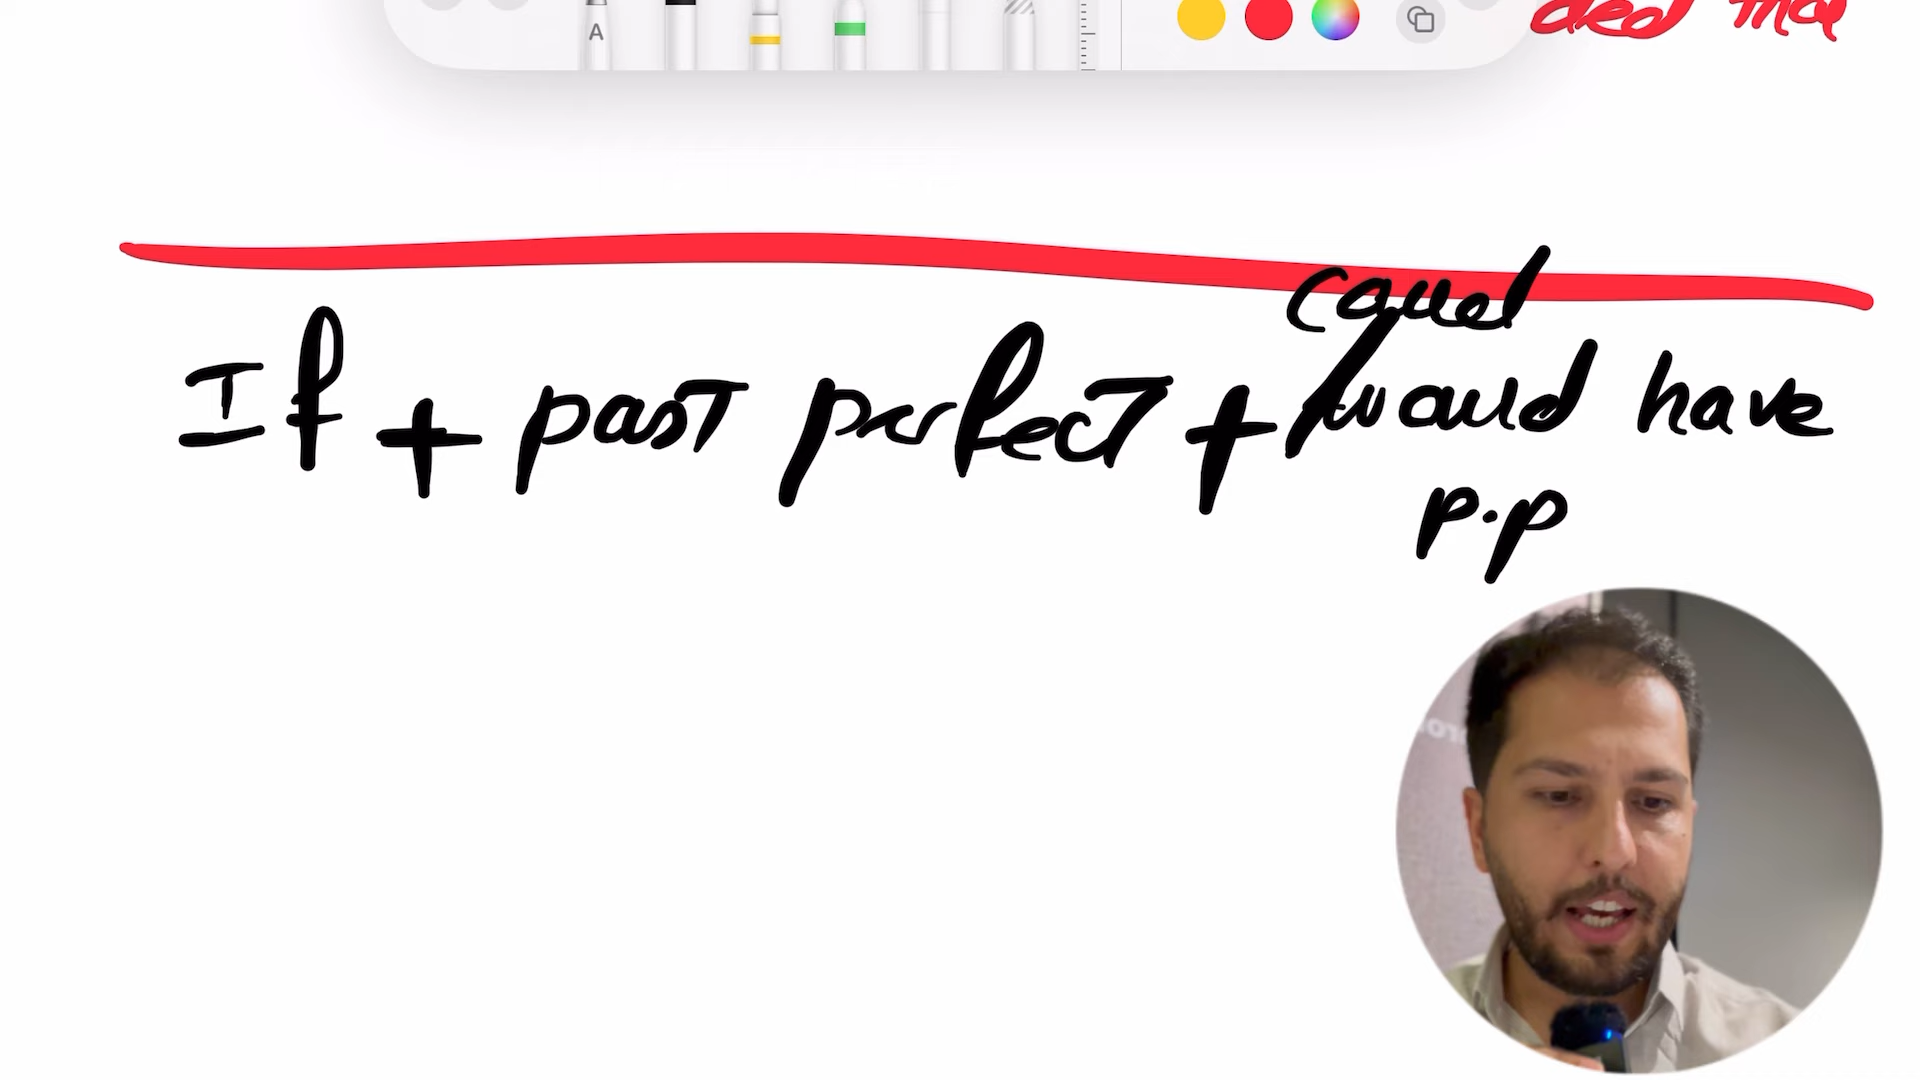 A
could
If + past perfect + /would have
p.p